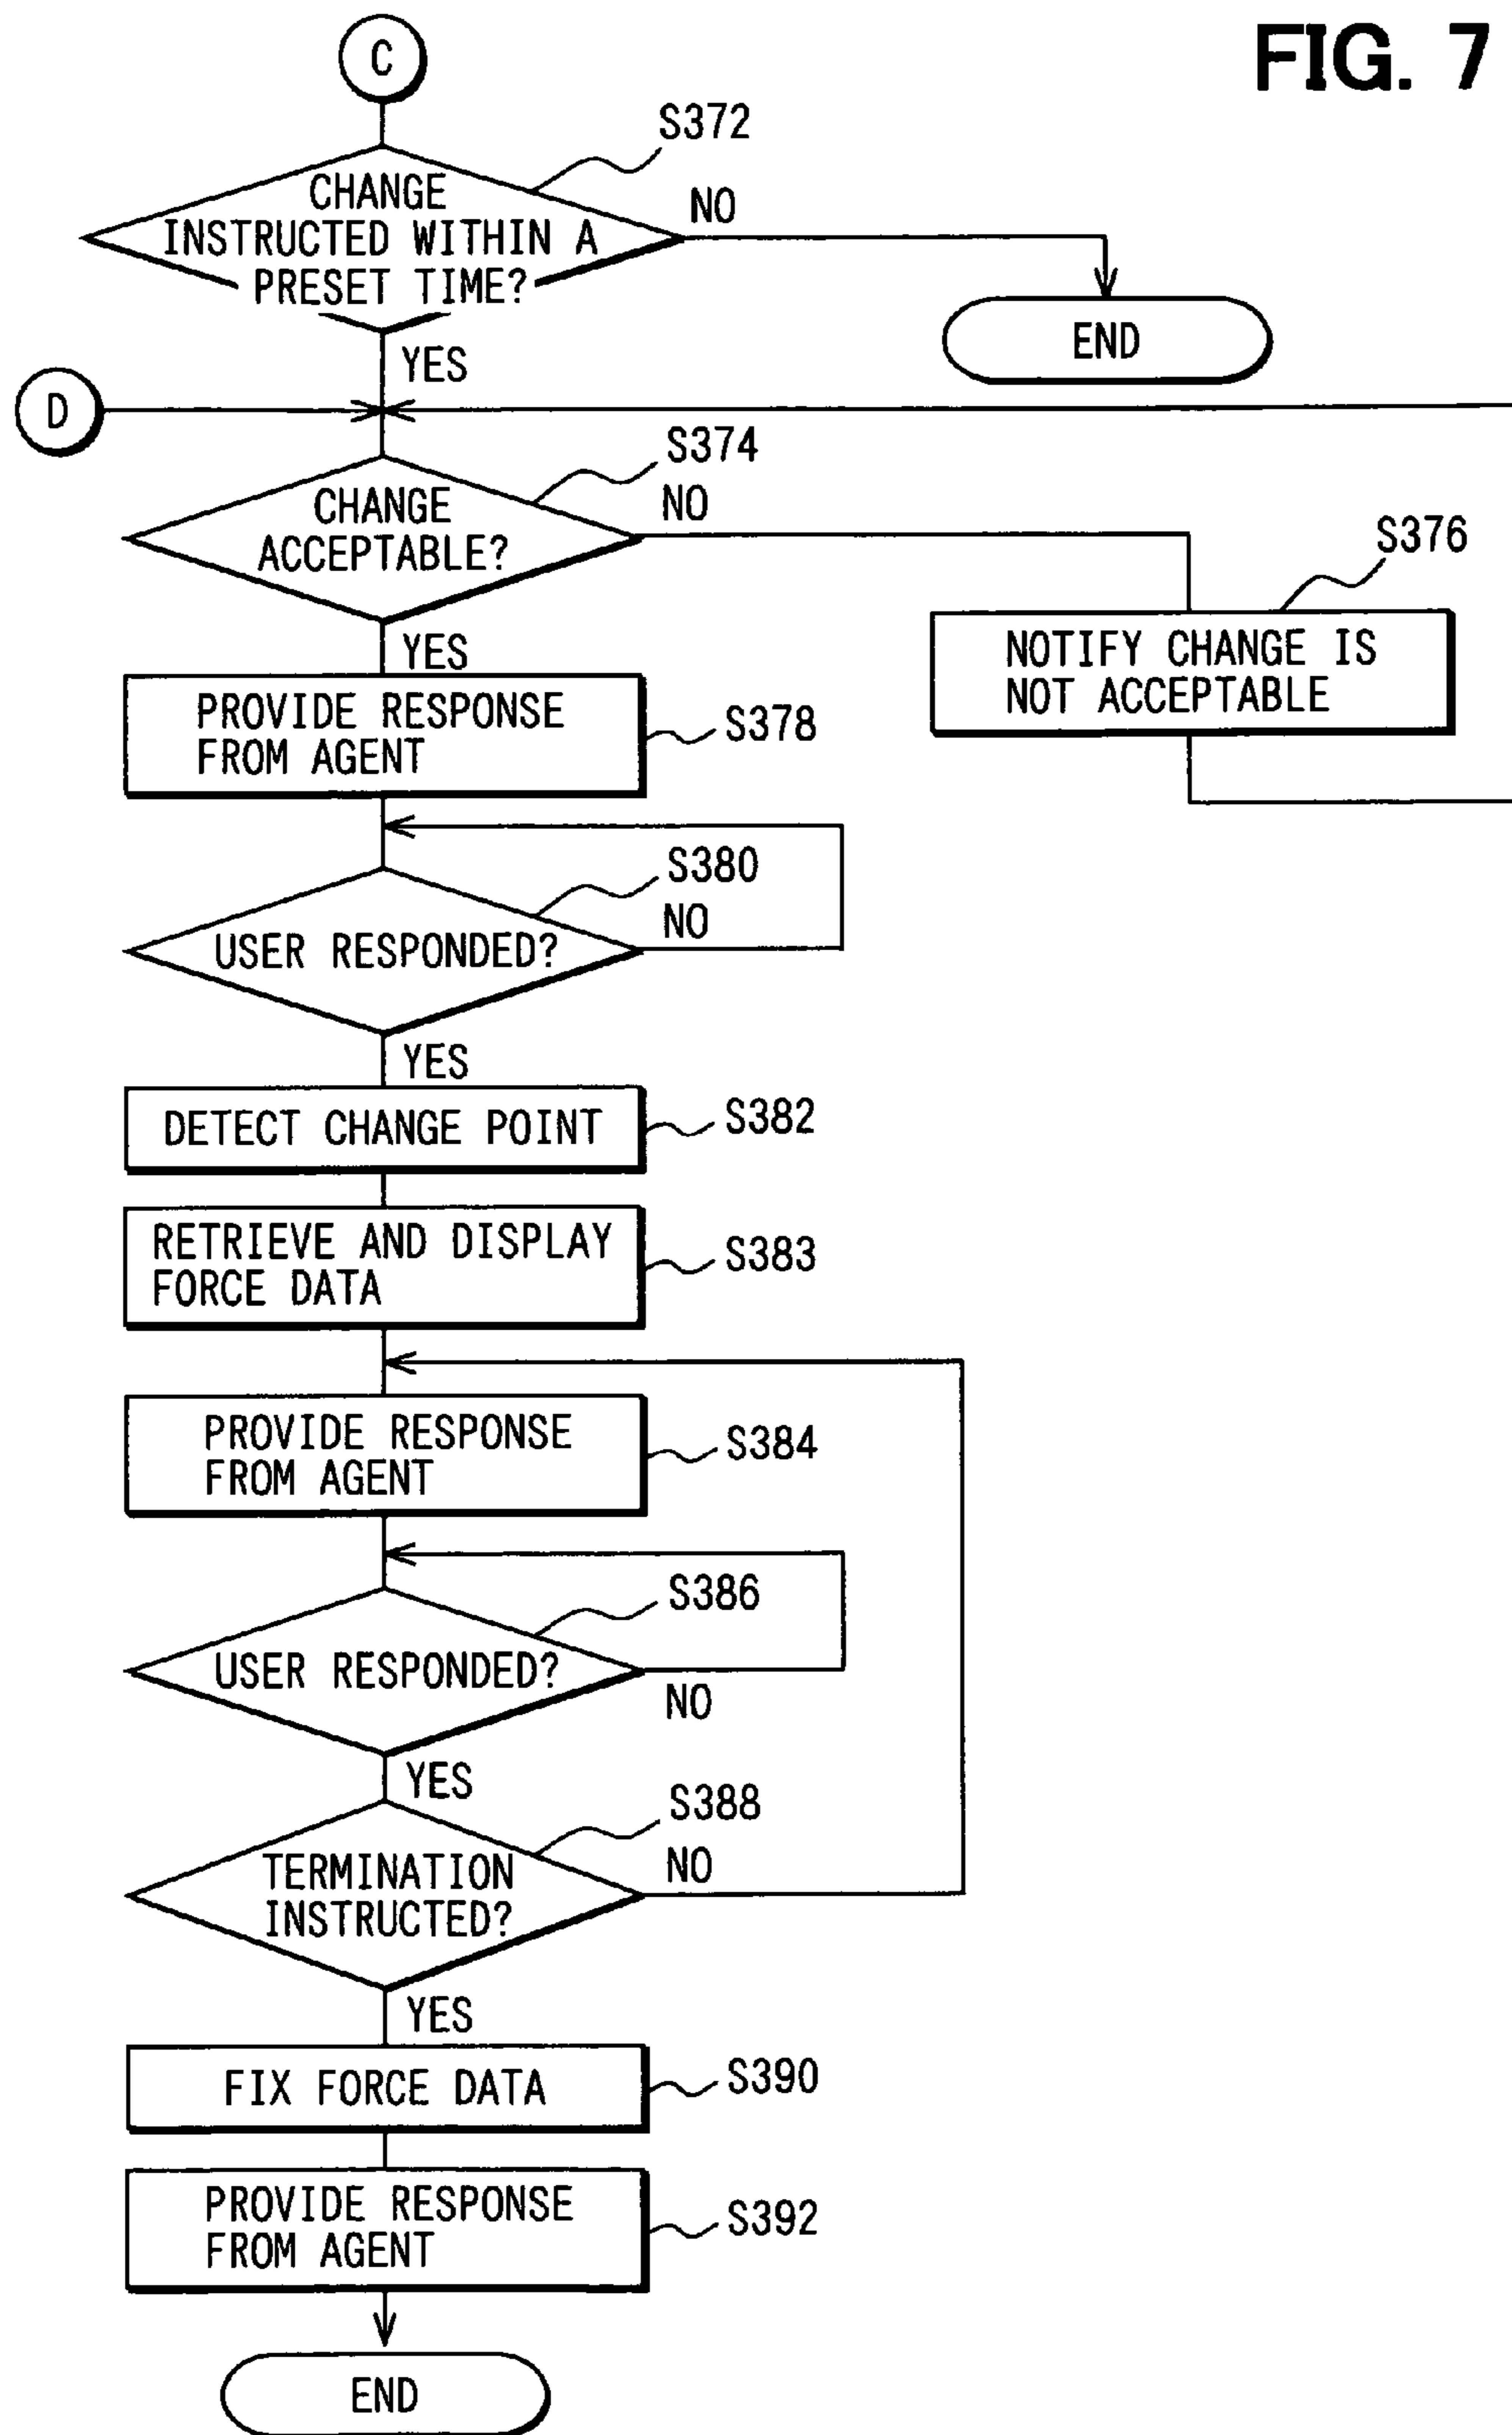 FIG. 7
C
S372
CHANGE
INSTRUCTED WITHIN A
PRESET TIME?
NO
END
YES
D
S374
CHANGE
ACCEPTABLE?
NO
S376
NOTIFY CHANGE IS
NOT ACCEPTABLE
YES
PROVIDE RESPONSE
FROM AGENT
S378
S380
USER RESPONDED?
NO
YES
DETECT CHANGE POINT
S382
RETRIEVE AND DISPLAY
FORCE DATA
S383
PROVIDE RESPONSE
FROM AGENT
S384
S386
USER RESPONDED?
NO
YES
S388
TERMINATION
INSTRUCTED?
NO
YES
FIX FORCE DATA
S390
PROVIDE RESPONSE
FROM AGENT
S392
END